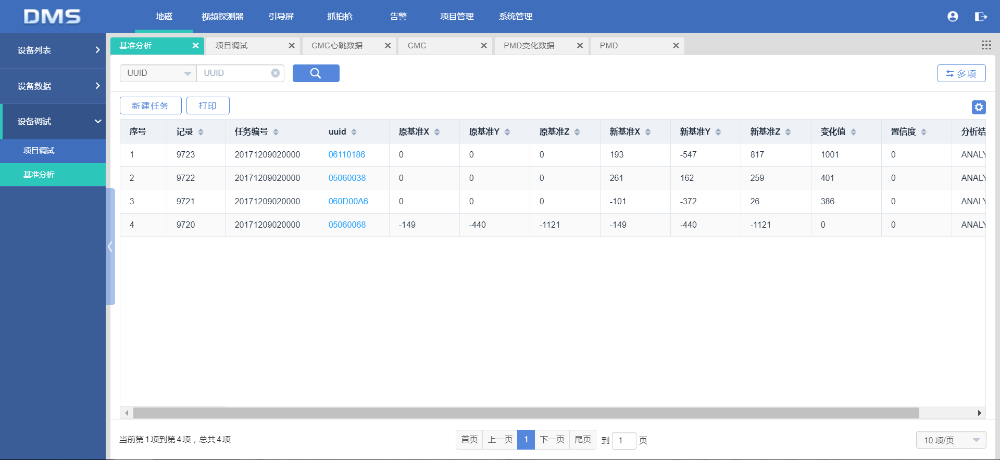 DMS 地磁 视频探测器 引导屏 抓拍枪 告警 项目管理 系统管理
设备列表
设备数据
设备调试
项目调试
基准分析
基准分析 项目调试 CMC心跳数据 CMC PMD变化数据 PMD
UUID UUID 多项
新建任务 打印
序号 记录 任务编号 uuid 原基准X 原基准Y 原基准Z 新基准X 新基准Y 新基准Z 变化值 置信度 分析结
1 9723 20171209020000 06110186 0 0 0 193 -547 817 1001 0 ANALY
2 9722 20171209020000 05060038 0 0 0 261 162 259 401 0 ANALY
3 9721 20171209020000 060D00A6 0 0 0 -101 -372 26 386 0 ANALY
4 9720 20171209020000 05060068 -149 -440 -1121 -149 -440 -1121 0 0 ANALY
当前第1项到第4项，总共4项 首页 上一页 1 下一页 尾页 到 1 页 10 项/页